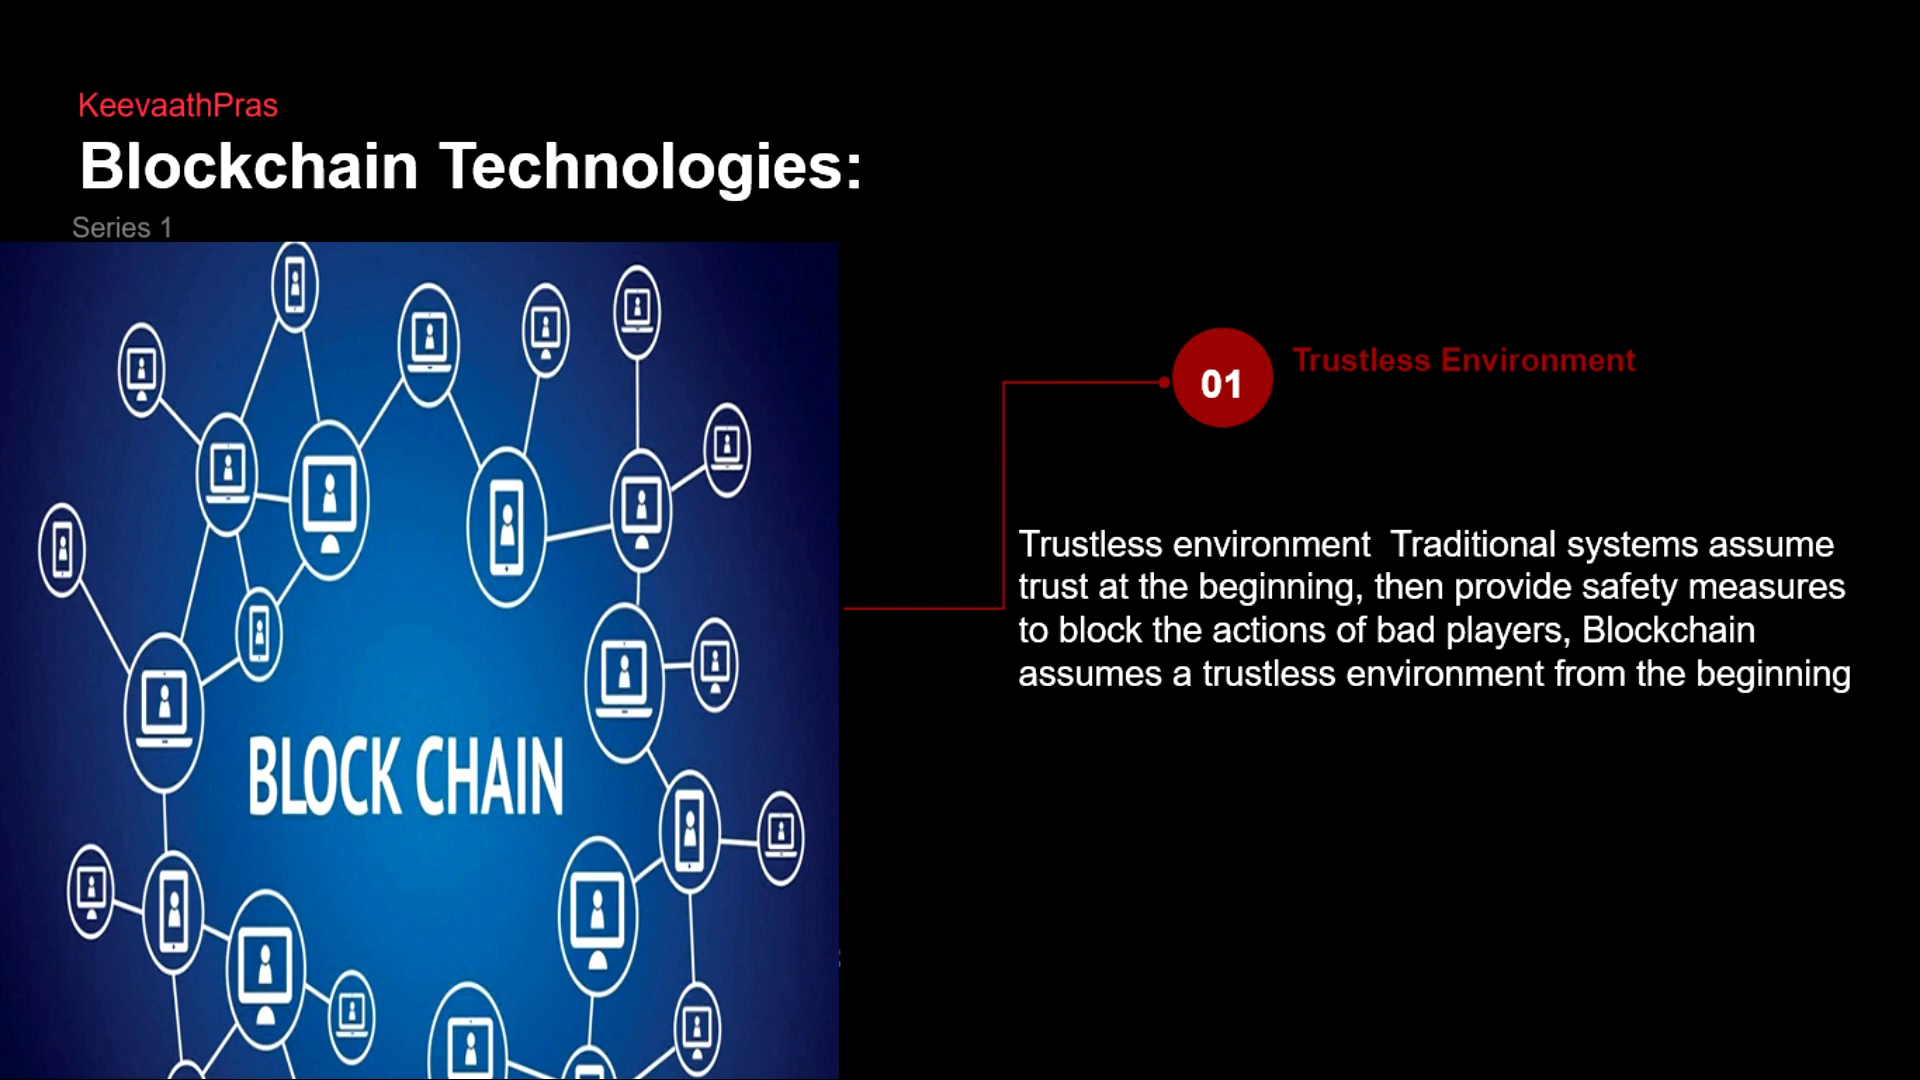 KeevaathPras
Blockchain Technologies:
Series 1
BLOCK CHAIN
01
Trustless Environment
Trustless environment  Traditional systems assume
trust at the beginning, then provide safety measures
to block the actions of bad players, Blockchain
assumes a trustless environment from the beginning